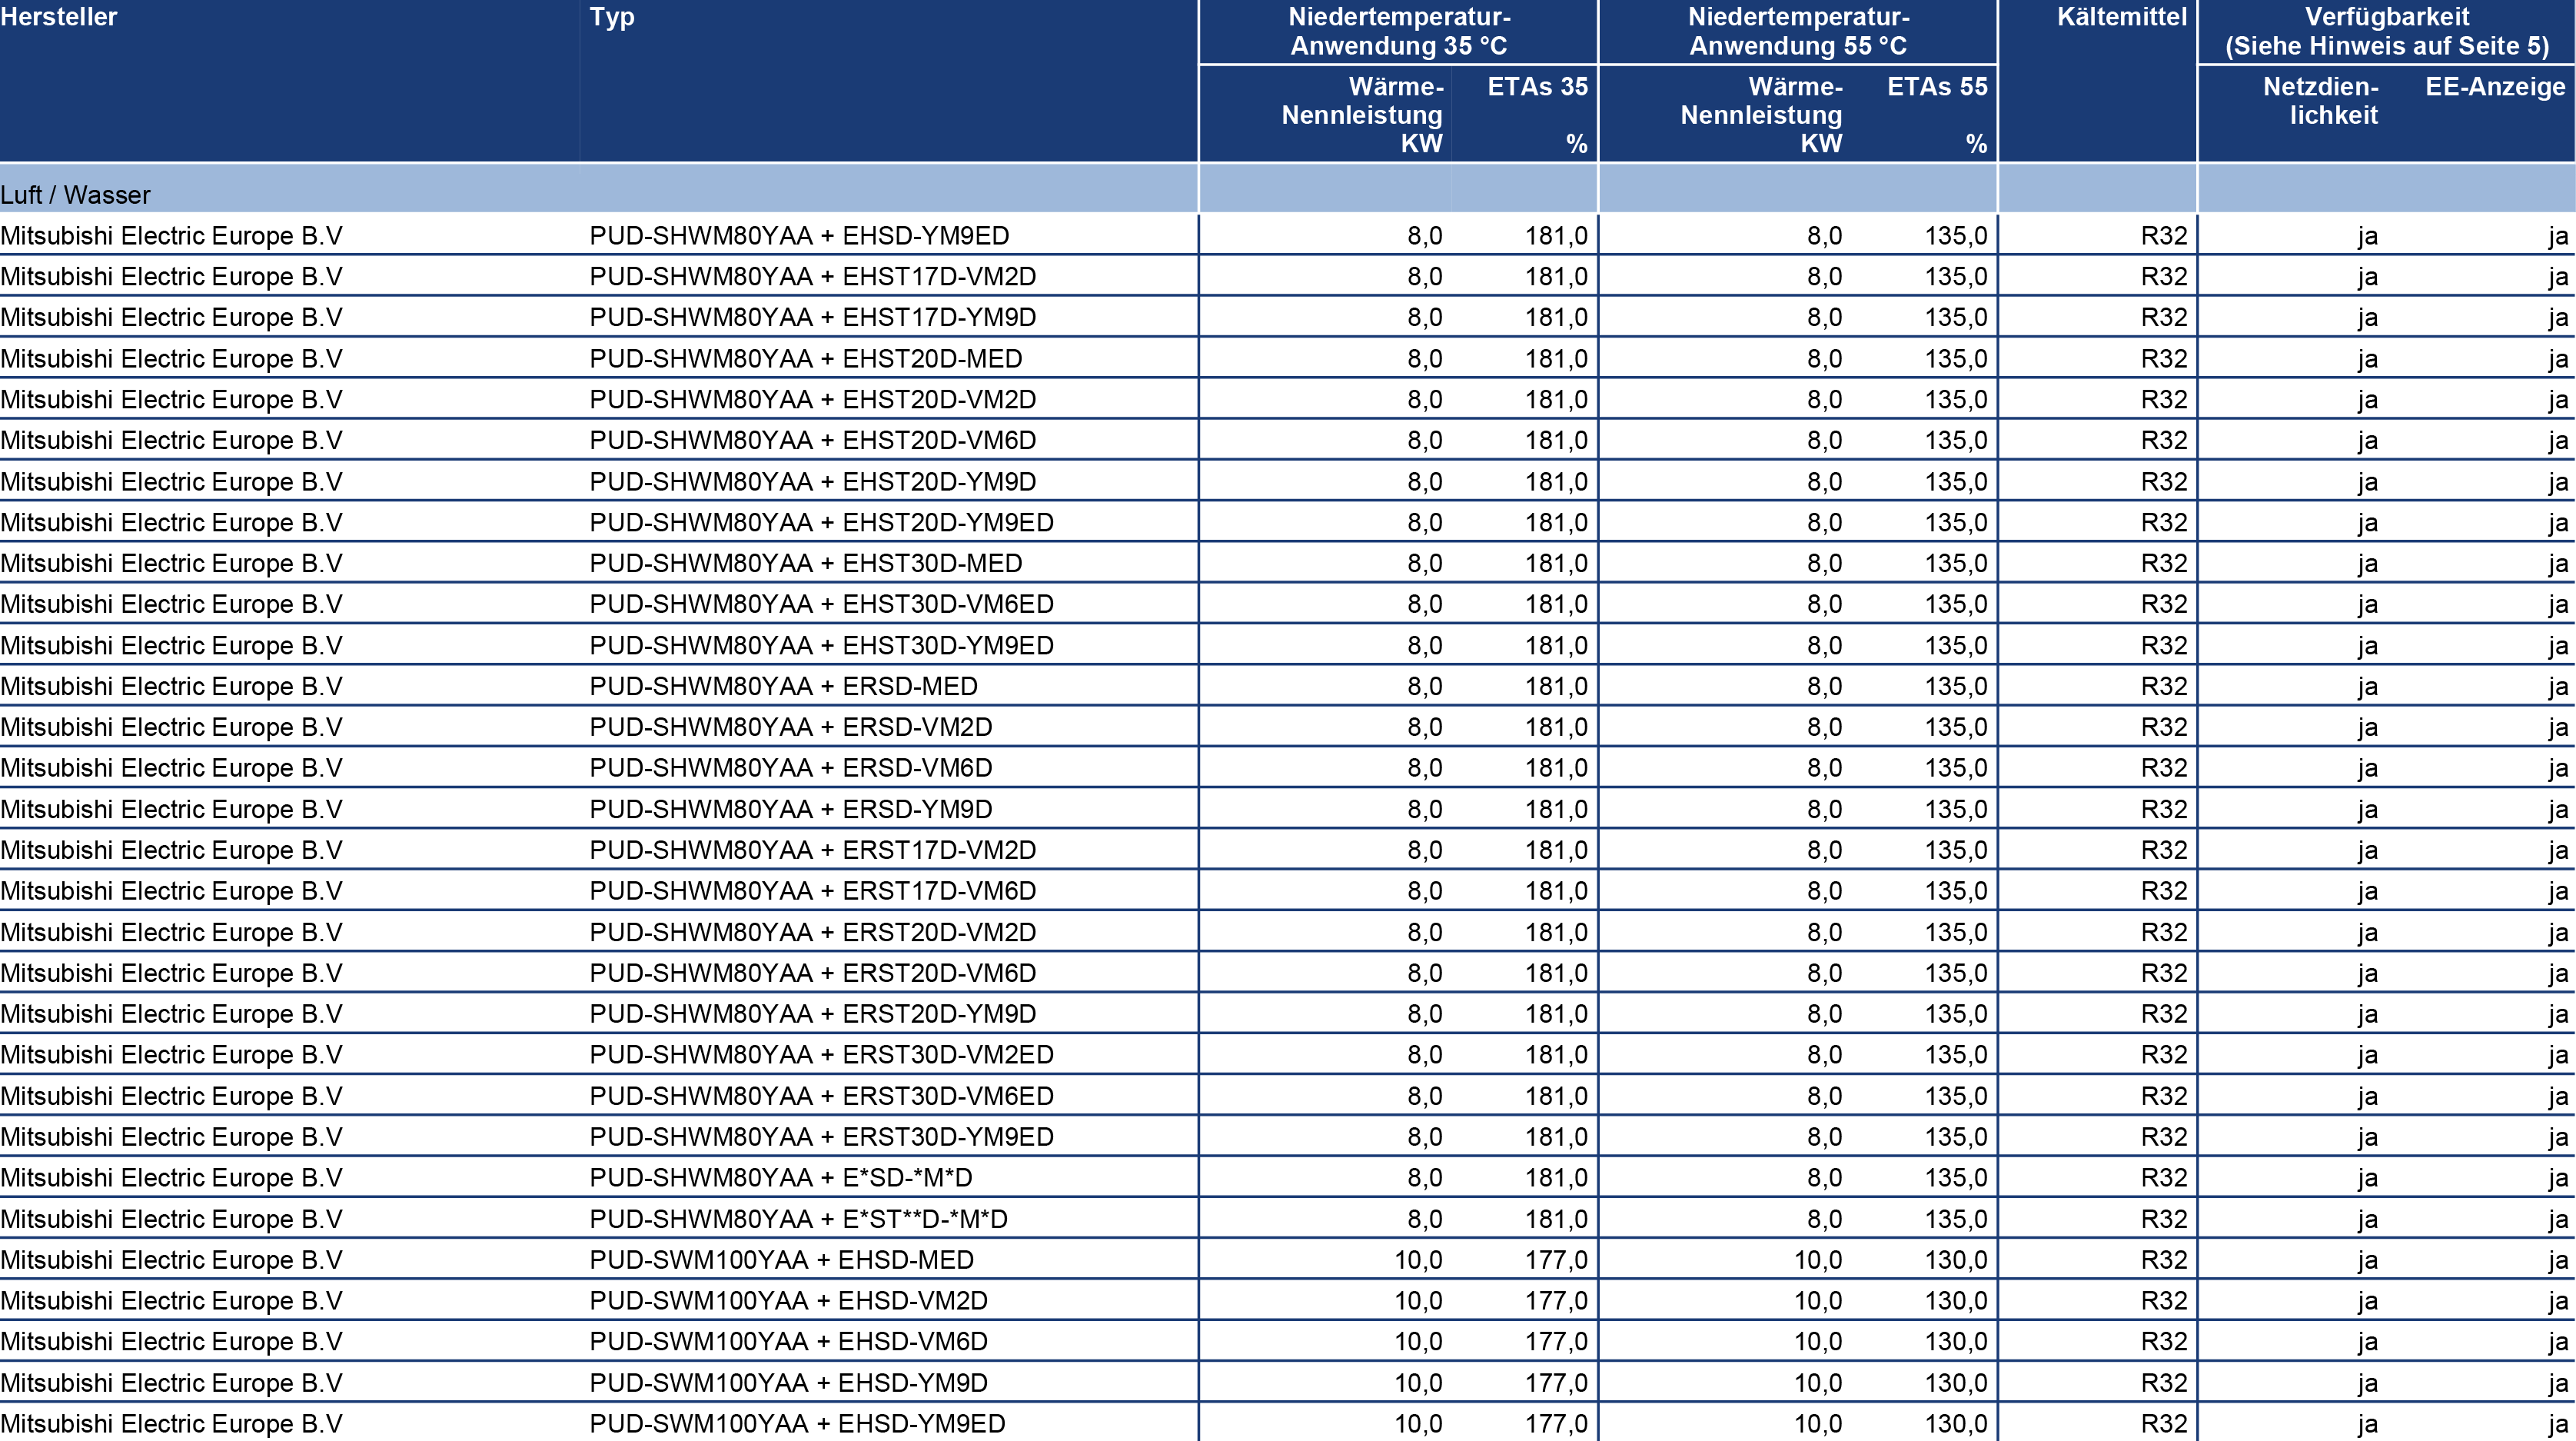 Hersteller Typ Niedertemperatur- Niedertemperatur- Kältemittel Verfügbarkeit
Anwendung 35 °C Anwendung 55 °C (Siehe Hinweis auf Seite 5)
Wärme- ETAs 35 Wärme- ETAs 55 Netzdien- EE-Anzeige
Nennleistung Nennleistung lichkeit
KW % KW %
Luft / Wasser
Mitsubishi Electric Europe B.V PUD-SHWM80YAA + EHSD-YM9ED 8,0 181,0 8,0 135,0 R32 ja ja
Mitsubishi Electric Europe B.V PUD-SHWM80YAA + EHST17D-VM2D 8,0 181,0 8,0 135,0 R32 ja ja
Mitsubishi Electric Europe B.V PUD-SHWM80YAA + EHST17D-YM9D 8,0 181,0 8,0 135,0 R32 ja ja
Mitsubishi Electric Europe B.V PUD-SHWM80YAA + EHST20D-MED 8,0 181,0 8,0 135,0 R32 ja ja
Mitsubishi Electric Europe B.V PUD-SHWM80YAA + EHST20D-VM2D 8,0 181,0 8,0 135,0 R32 ja ja
Mitsubishi Electric Europe B.V PUD-SHWM80YAA + EHST20D-VM6D 8,0 181,0 8,0 135,0 R32 ja ja
Mitsubishi Electric Europe B.V PUD-SHWM80YAA + EHST20D-YM9D 8,0 181,0 8,0 135,0 R32 ja ja
Mitsubishi Electric Europe B.V PUD-SHWM80YAA + EHST20D-YM9ED 8,0 181,0 8,0 135,0 R32 ja ja
Mitsubishi Electric Europe B.V PUD-SHWM80YAA + EHST30D-MED 8,0 181,0 8,0 135,0 R32 ja ja
Mitsubishi Electric Europe B.V PUD-SHWM80YAA + EHST30D-VM6ED 8,0 181,0 8,0 135,0 R32 ja ja
Mitsubishi Electric Europe B.V PUD-SHWM80YAA + EHST30D-YM9ED 8,0 181,0 8,0 135,0 R32 ja ja
Mitsubishi Electric Europe B.V PUD-SHWM80YAA + ERSD-MED 8,0 181,0 8,0 135,0 R32 ja ja
Mitsubishi Electric Europe B.V PUD-SHWM80YAA + ERSD-VM2D 8,0 181,0 8,0 135,0 R32 ja ja
Mitsubishi Electric Europe B.V PUD-SHWM80YAA + ERSD-VM6D 8,0 181,0 8,0 135,0 R32 ja ja
Mitsubishi Electric Europe B.V PUD-SHWM80YAA + ERSD-YM9D 8,0 181,0 8,0 135,0 R32 ja ja
Mitsubishi Electric Europe B.V PUD-SHWM80YAA + ERST17D-VM2D 8,0 181,0 8,0 135,0 R32 ja ja
Mitsubishi Electric Europe B.V PUD-SHWM80YAA + ERST17D-VM6D 8,0 181,0 8,0 135,0 R32 ja ja
Mitsubishi Electric Europe B.V PUD-SHWM80YAA + ERST20D-VM2D 8,0 181,0 8,0 135,0 R32 ja ja
Mitsubishi Electric Europe B.V PUD-SHWM80YAA + ERST20D-VM6D 8,0 181,0 8,0 135,0 R32 ja ja
Mitsubishi Electric Europe B.V PUD-SHWM80YAA + ERST20D-YM9D 8,0 181,0 8,0 135,0 R32 ja ja
Mitsubishi Electric Europe B.V PUD-SHWM80YAA + ERST30D-VM2ED 8,0 181,0 8,0 135,0 R32 ja ja
Mitsubishi Electric Europe B.V PUD-SHWM80YAA + ERST30D-VM6ED 8,0 181,0 8,0 135,0 R32 ja ja
Mitsubishi Electric Europe B.V PUD-SHWM80YAA + ERST30D-YM9ED 8,0 181,0 8,0 135,0 R32 ja ja
Mitsubishi Electric Europe B.V PUD-SHWM80YAA + E*SD-*M*D 8,0 181,0 8,0 135,0 R32 ja ja
Mitsubishi Electric Europe B.V PUD-SHWM80YAA + E*ST**D-*M*D 8,0 181,0 8,0 135,0 R32 ja ja
Mitsubishi Electric Europe B.V PUD-SWM100YAA + EHSD-MED 10,0 177,0 10,0 130,0 R32 ja ja
Mitsubishi Electric Europe B.V PUD-SWM100YAA + EHSD-VM2D 10,0 177,0 10,0 130,0 R32 ja ja
Mitsubishi Electric Europe B.V PUD-SWM100YAA + EHSD-VM6D 10,0 177,0 10,0 130,0 R32 ja ja
Mitsubishi Electric Europe B.V PUD-SWM100YAA + EHSD-YM9D 10,0 177,0 10,0 130,0 R32 ja ja
Mitsubishi Electric Europe B.V PUD-SWM100YAA + EHSD-YM9ED 10,0 177,0 10,0 130,0 R32 ja ja